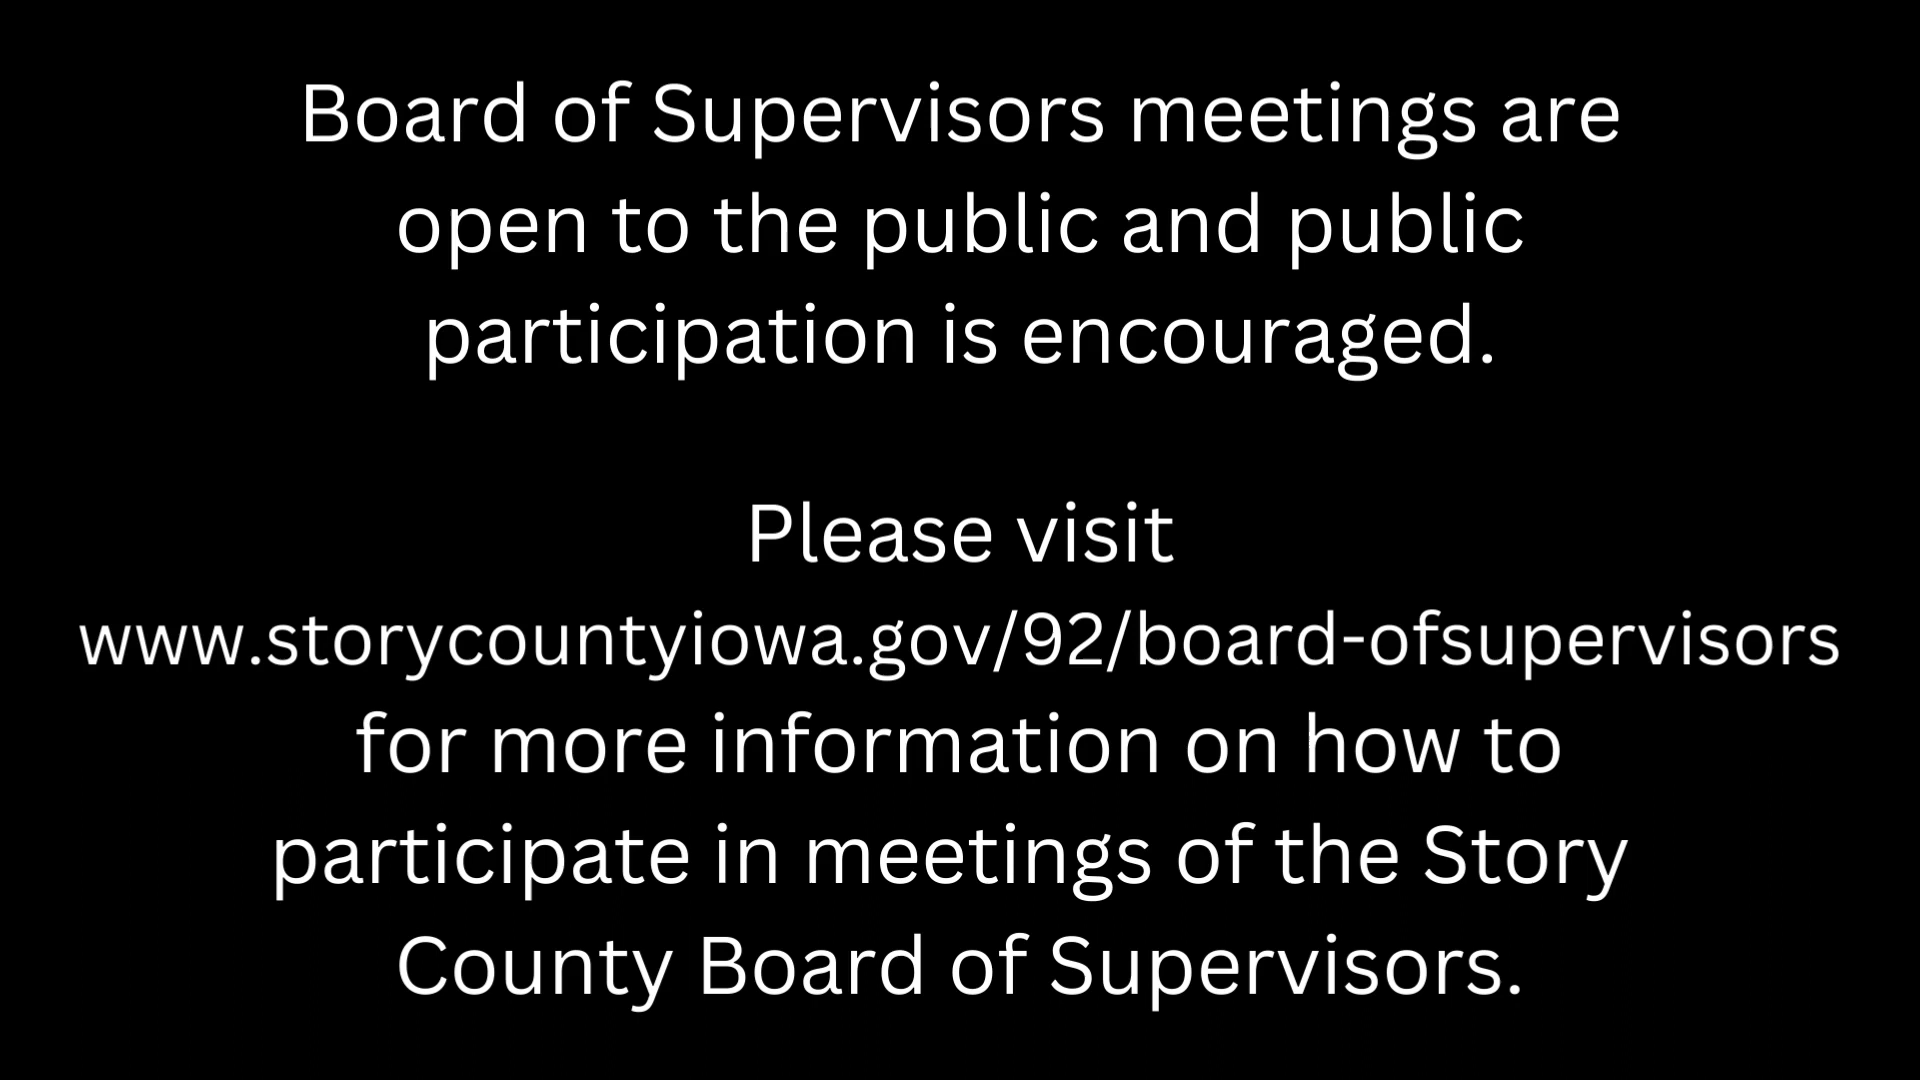 Board of Supervisors meetings are
open to the public and public
participation is encouraged.
Please visit
www.storycountyiowa.gov/92/board-ofsupervisors
for more information on how to
participate in meetings of the Story
County Board of Supervisors.